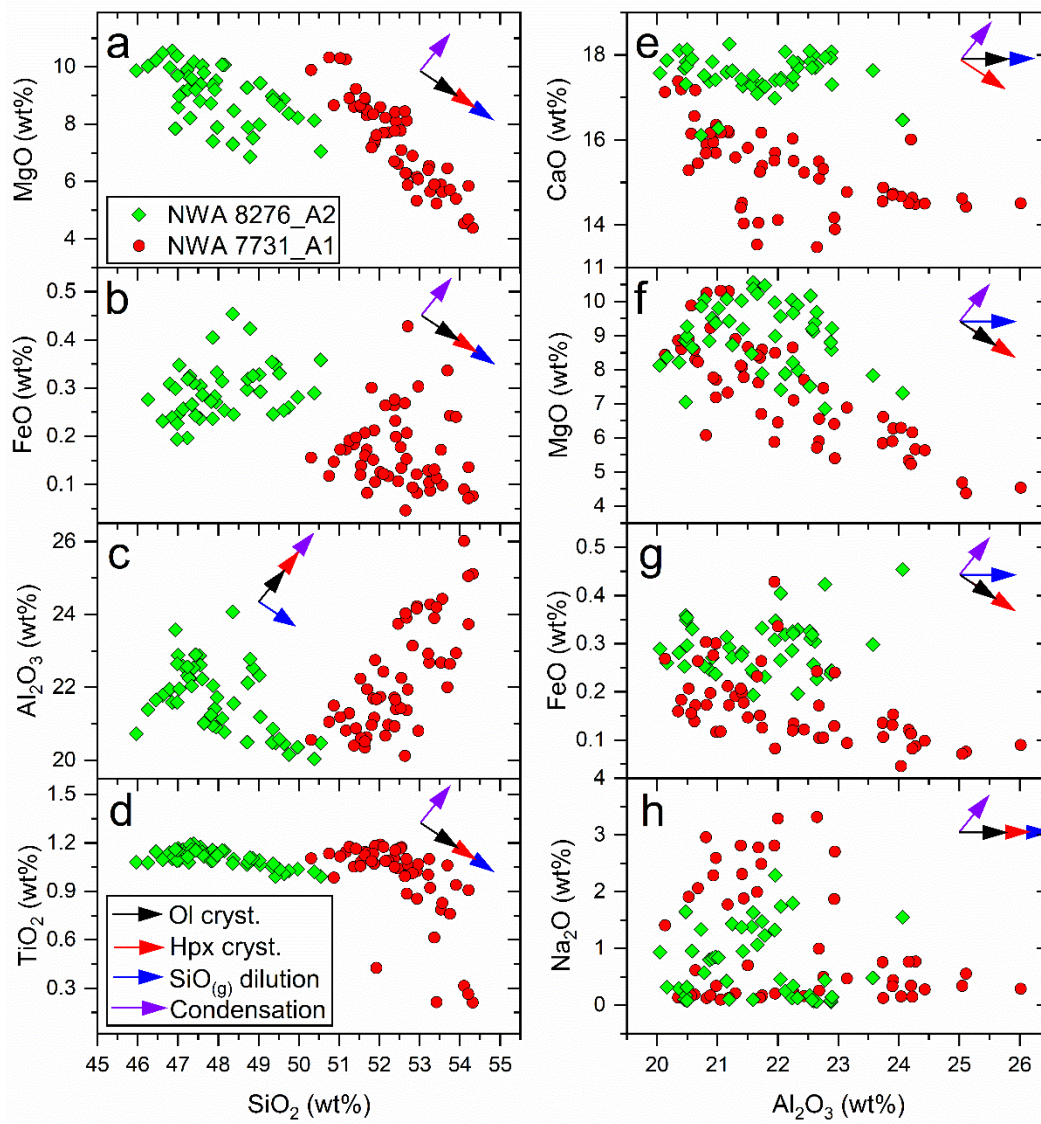 a
MgO (wt%)
10
8
6
4
NWA 8276_A2
NWA 7731_A1
b
FeO (wt%)
0.5
0.4
0.3
0.2
0.1
c
Al₂O₃ (wt%)
26
24
22
20
d
TiO₂ (wt%)
1.5
1.2
0.9
0.6
0.3
Ol cryst.
Hpx cryst.
SiO(g) dilution
Condensation
45 46 47 48 49 50 51 52 53 54 55
SiO₂ (wt%)
e
CaO (wt%)
18
16
14
11
f
MgO (wt%)
10
9
8
7
6
5
4
g
FeO (wt%)
0.5
0.4
0.3
0.2
0.1
4
h
Na₂O (wt%)
3
2
1
0
20 21 22 23 24 25 26
Al₂O₃ (wt%)